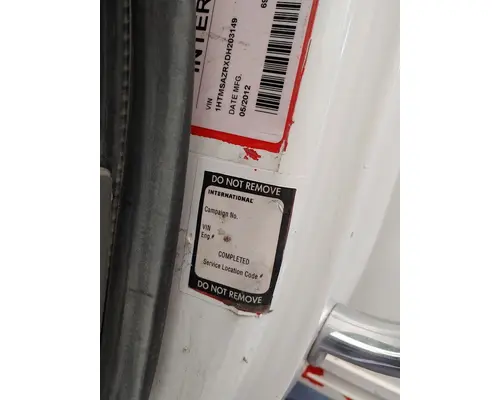 INTER
VIN
1HTMSAZRXDH203149
DATE MFG.
05/2012
DO NOT REMOVE
INTERNATIONAL
Campaign No.
VIN
Eng #
COMPLETED
Service Location Code #
DO NOT REMOVE